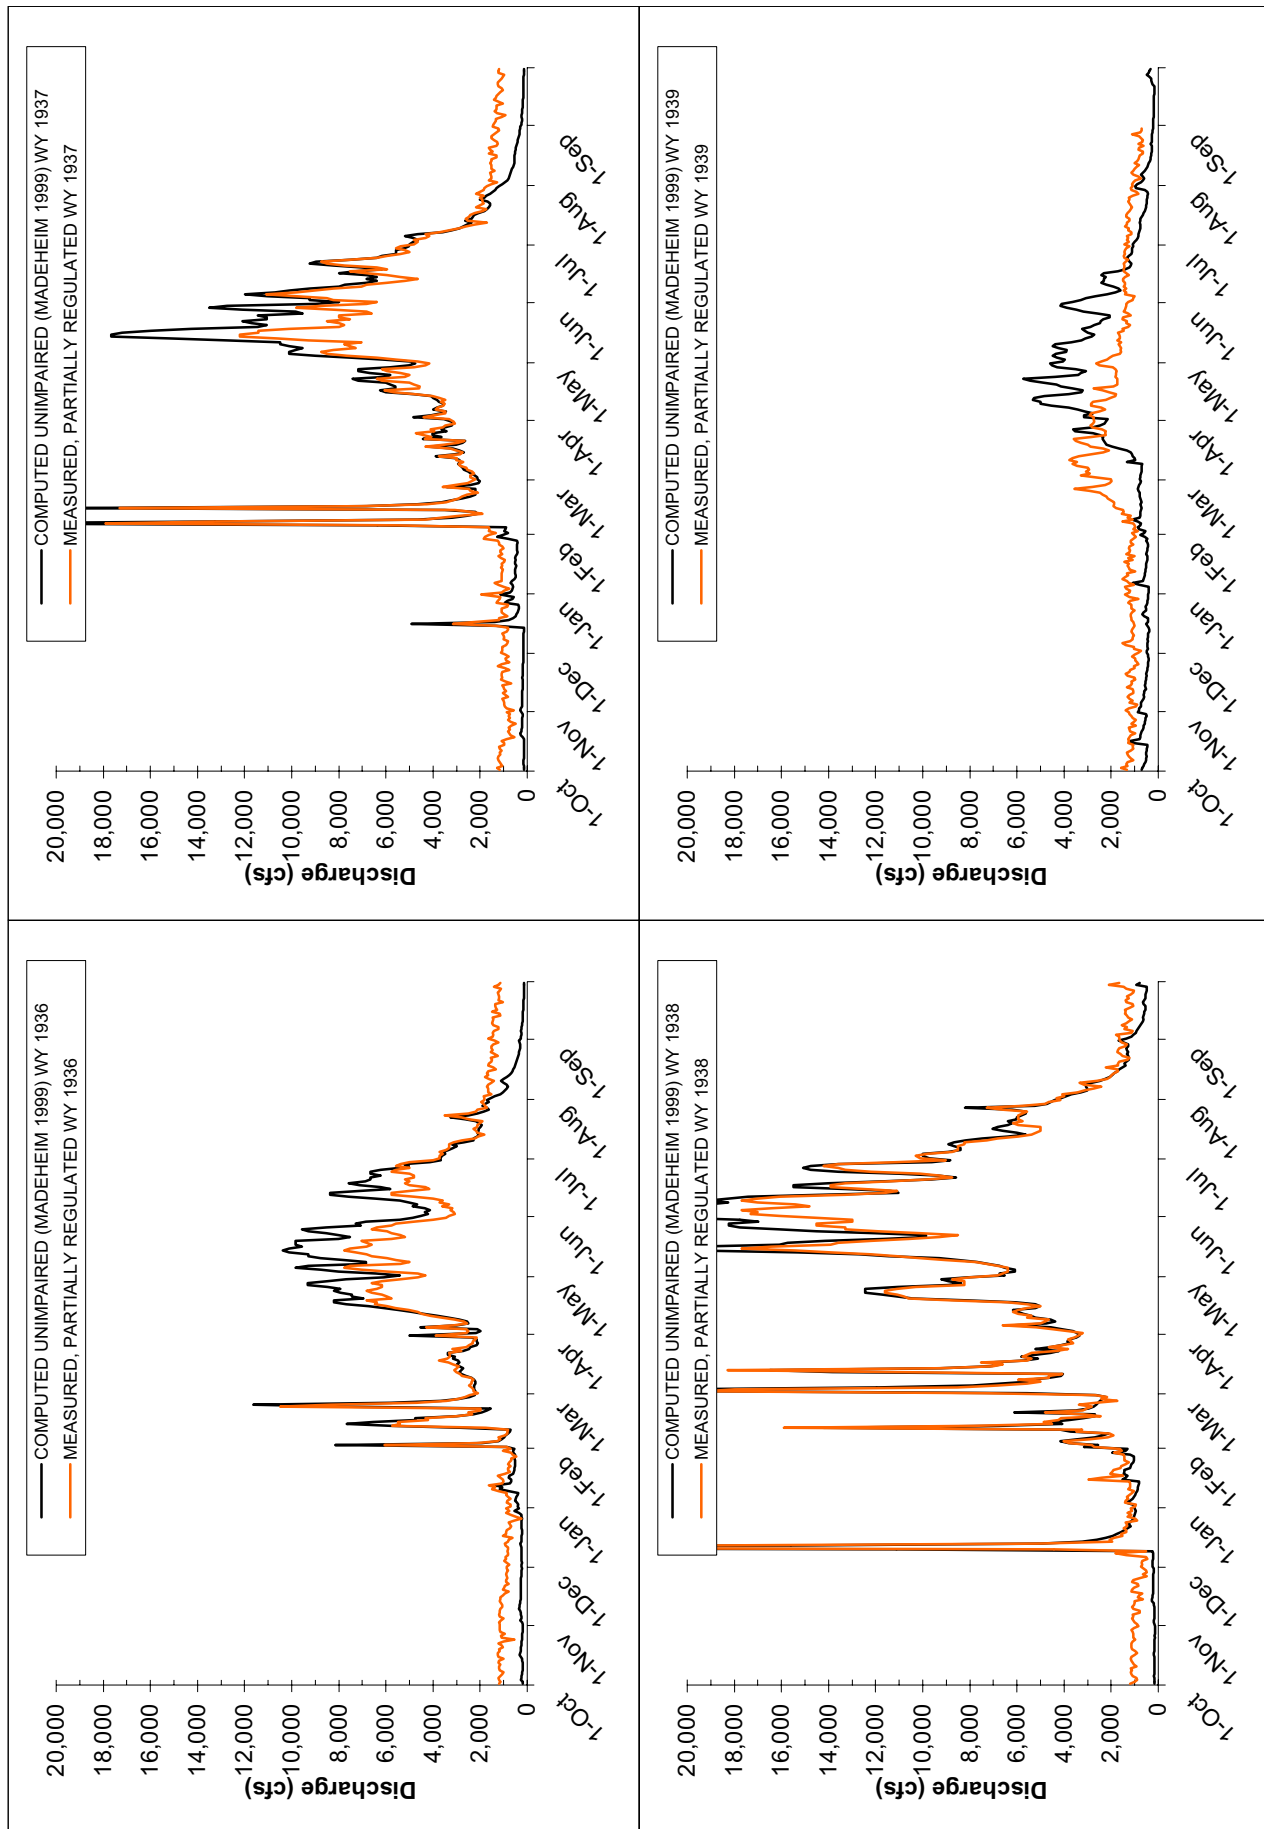 COMPUTED UNIMPAIRED (MADEHEIM 1999) WY 1936
MEASURED, PARTIALLY REGULATED WY 1936
20,000
18,000
16,000
14,000
12,000
10,000
8,000
6,000
4,000
2,000
0
Discharge (cfs)
1-Oct
1-Nov
1-Dec
1-Jan
1-Feb
1-Mar
1-Apr
1-May
1-Jun
1-Jul
1-Aug
1-Sep
COMPUTED UNIMPAIRED (MADEHEIM 1999) WY 1937
MEASURED, PARTIALLY REGULATED WY 1937
20,000
18,000
16,000
14,000
12,000
10,000
8,000
6,000
4,000
2,000
0
Discharge (cfs)
1-Oct
1-Nov
1-Dec
1-Jan
1-Feb
1-Mar
1-Apr
1-May
1-Jun
1-Jul
1-Aug
1-Sep
COMPUTED UNIMPAIRED (MADEHEIM 1999) WY 1938
MEASURED, PARTIALLY REGULATED WY 1938
20,000
18,000
16,000
14,000
12,000
10,000
8,000
6,000
4,000
2,000
0
Discharge (cfs)
1-Oct
1-Nov
1-Dec
1-Jan
1-Feb
1-Mar
1-Apr
1-May
1-Jun
1-Jul
1-Aug
1-Sep
COMPUTED UNIMPAIRED (MADEHEIM 1999) WY 1939
MEASURED, PARTIALLY REGULATED WY 1939
20,000
18,000
16,000
14,000
12,000
10,000
8,000
6,000
4,000
2,000
0
Discharge (cfs)
1-Oct
1-Nov
1-Dec
1-Jan
1-Feb
1-Mar
1-Apr
1-May
1-Jun
1-Jul
1-Aug
1-Sep